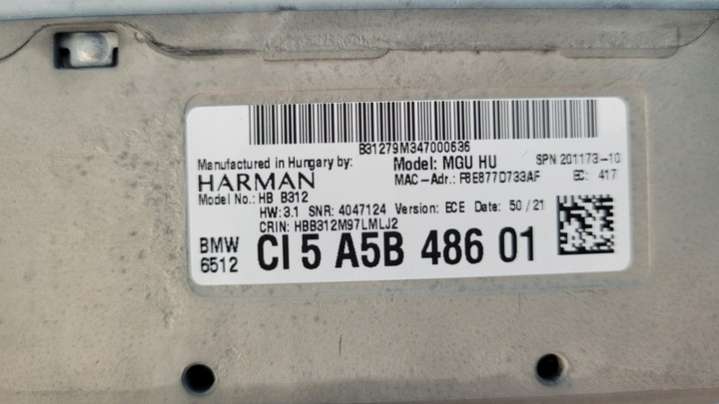 B31279M347000636
Manufactured in Hungary by: Model: MGU HU SPN 201173-10
HARMAN MAC-Adr.: F8E877D733AF EC: 417
Model No.: HB B312
HW: 3.1 SNR: 4047124 Version: ECE Date: 50/21
CRIN: HBB312M97LMLJ2
BMW 6512 CI 5 A5B 486 01